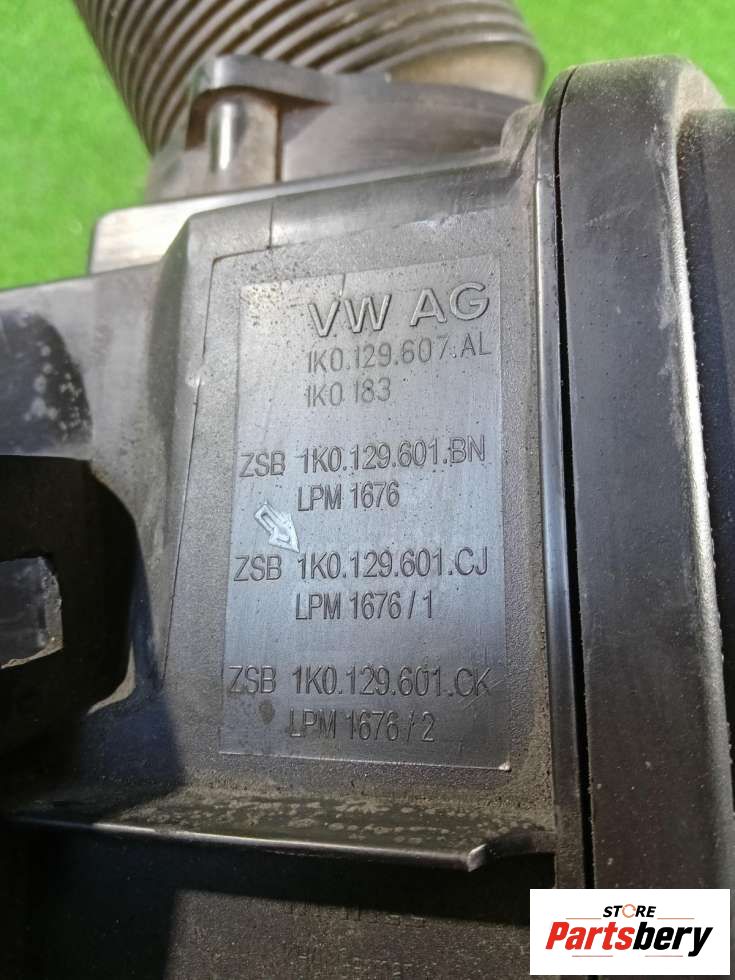 VW AG
1K0.129.607.AL
1K0 183
ZSB 1K0.129.601.BN
LPM 1676
ZSB 1K0.129.601.CJ
LPM 1676 / 1
ZSB 1K0.129.601.CK
LPM 1676 / 2
STORE
Partsbery